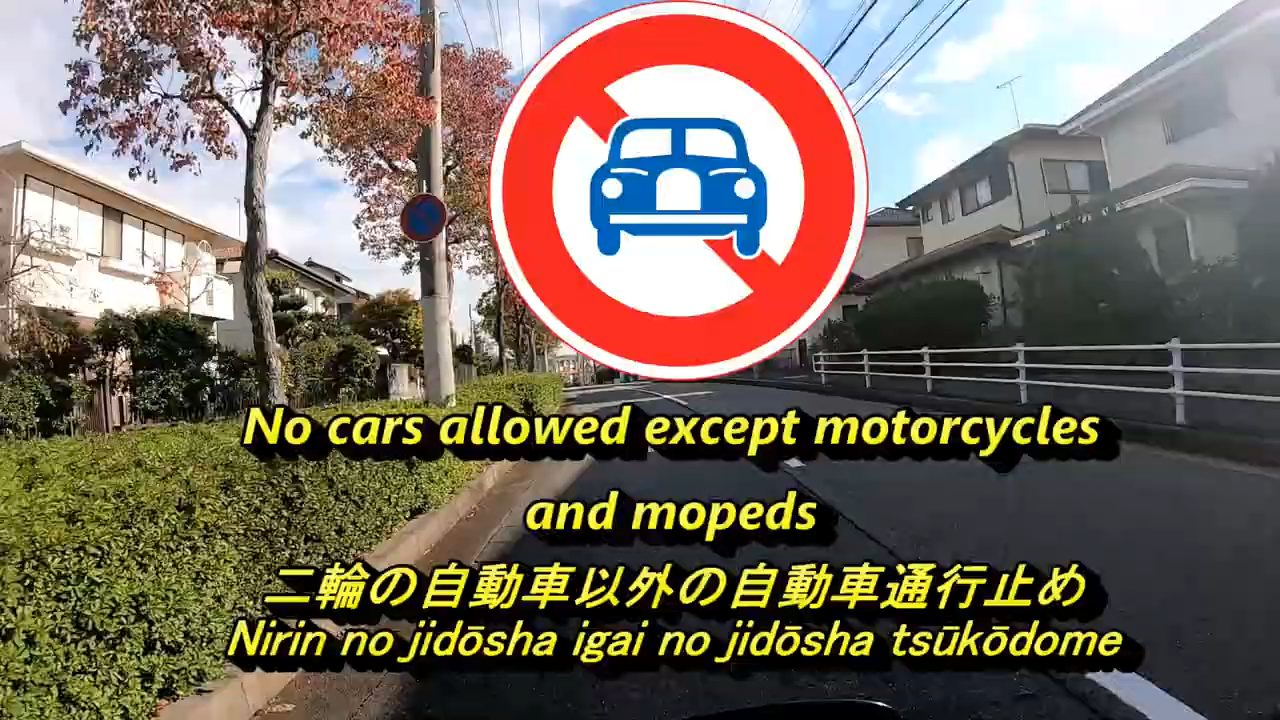 No cars allowed except motorcycles
and mopeds
二輪の自動車以外の自動車通行止め
Nirin no jidōsha igai no jidōsha tsūkōdome